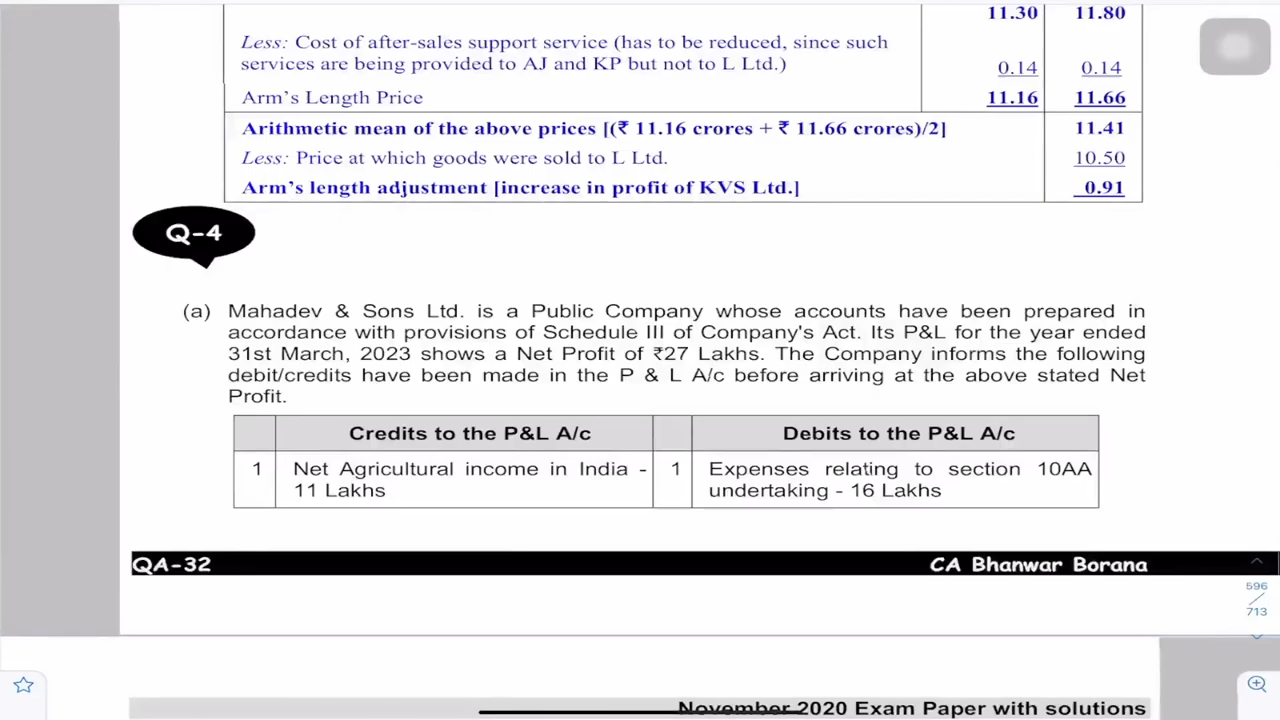 11.30 11.80
Less: Cost of after-sales support service (has to be reduced, since such
services are being provided to AJ and KP but not to L Ltd.) 0.14 0.14
Arm's Length Price 11.16 11.66
Arithmetic mean of the above prices [(₹ 11.16 crores + ₹ 11.66 crores)/2] 11.41
Less: Price at which goods were sold to L Ltd. 10.50
Arm's length adjustment [increase in profit of KVS Ltd.] 0.91
Q-4
(a) Mahadev & Sons Ltd. is a Public Company whose accounts have been prepared in
accordance with provisions of Schedule III of Company's Act. Its P&L for the year ended
31st March, 2023 shows a Net Profit of ₹27 Lakhs. The Company informs the following
debit/credits have been made in the P & L A/c before arriving at the above stated Net
Profit.
Credits to the P&L A/c Debits to the P&L A/c
1 Net Agricultural income in India - 1 Expenses relating to section 10AA
11 Lakhs undertaking - 16 Lakhs
QA-32 CA Bhanwar Borana
596
713
November 2020 Exam Paper with solutions